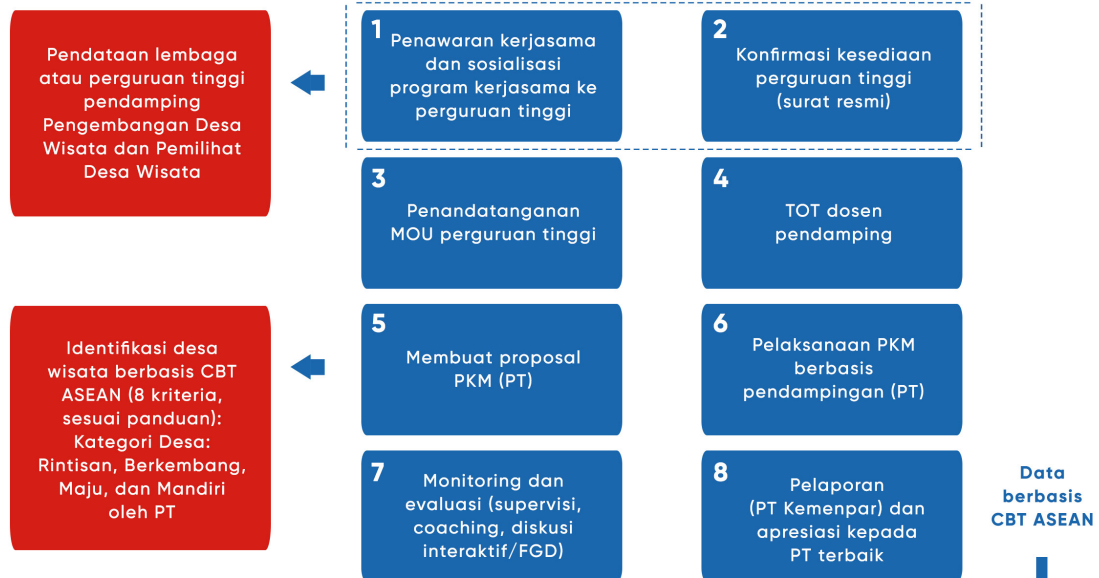 Pendataan lembaga
atau perguruan tinggi
pendamping
Pengembangan Desa
Wisata dan Pemilihat
Desa Wisata
1
Penawaran kerjasama
dan sosialisasi
program kerjasama ke
perguruan tinggi
2
Konfirmasi kesediaan
perguruan tinggi
(surat resmi)
3
Penandatanganan
MOU perguruan tinggi
4
TOT dosen
pendamping
Identifikasi desa
wisata berbasis CBT
ASEAN (8 kriteria,
sesuai panduan):
Kategori Desa:
Rintisan, Berkembang,
Maju, dan Mandiri
oleh PT
5
Membuat proposal
PKM (PT)
6
Pelaksanaan PKM
berbasis
pendampingan (PT)
7
Monitoring dan
evaluasi (supervisi,
coaching, diskusi
interaktif/FGD)
8
Pelaporan
(PT Kemenpar) dan
apresiasi kepada
PT terbaik
Data
berbasis
CBT ASEAN